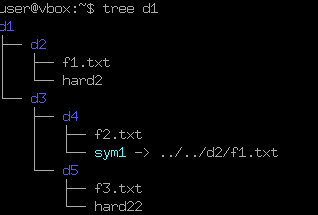 user@vbox:~$ tree d1
d1
├── d2
│   ├── f1.txt
│   └── hard2
└── d3
    ├── d4
    │   ├── f2.txt
    │   └── sym1 -> ../../d2/f1.txt
    └── d5
        ├── f3.txt
        └── hard22